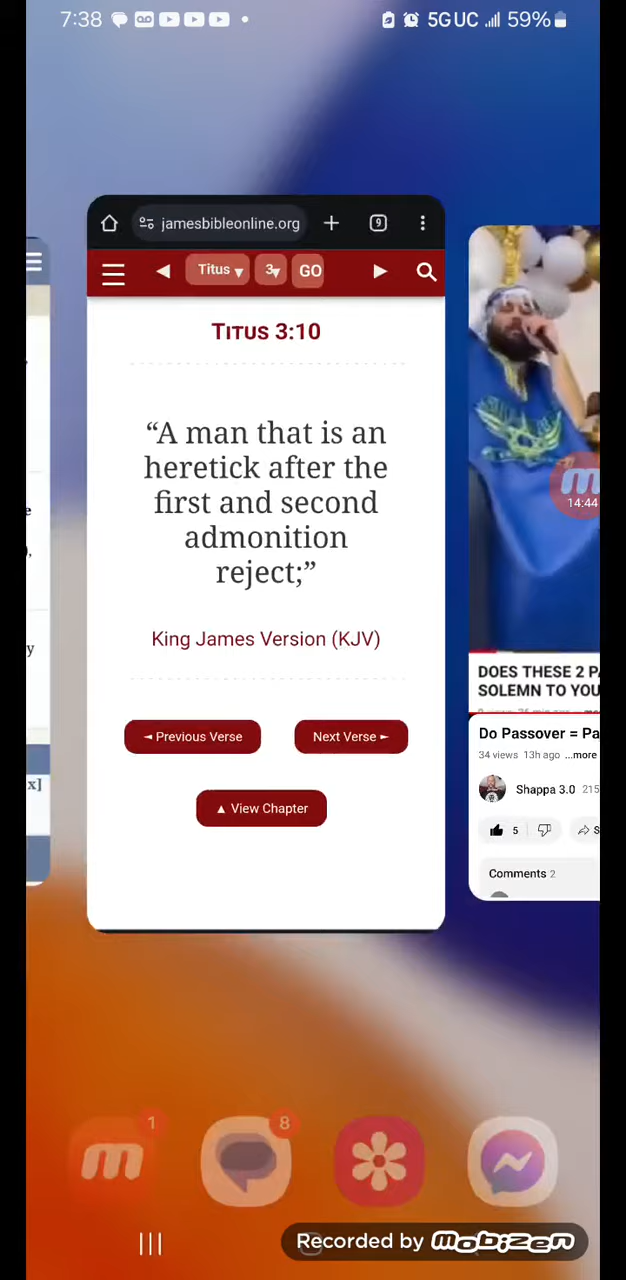 7:38
5G UC 59%
jamesbibleonline.org
9
Titus 3 GO
TITUS 3:10
“A man that is an
heretick after the
first and second
admonition
reject;”
King James Version (KJV)
◄ Previous Verse
Next Verse ►
▲ View Chapter
e
),
y
x]
14:44
DOES THESE 2 P
SOLEMN TO YOU
Do Passover = Pa
34 views 13h ago ...more
Shappa 3.0 215
5
S
Comments 2
1
8
Recorded by mobizen